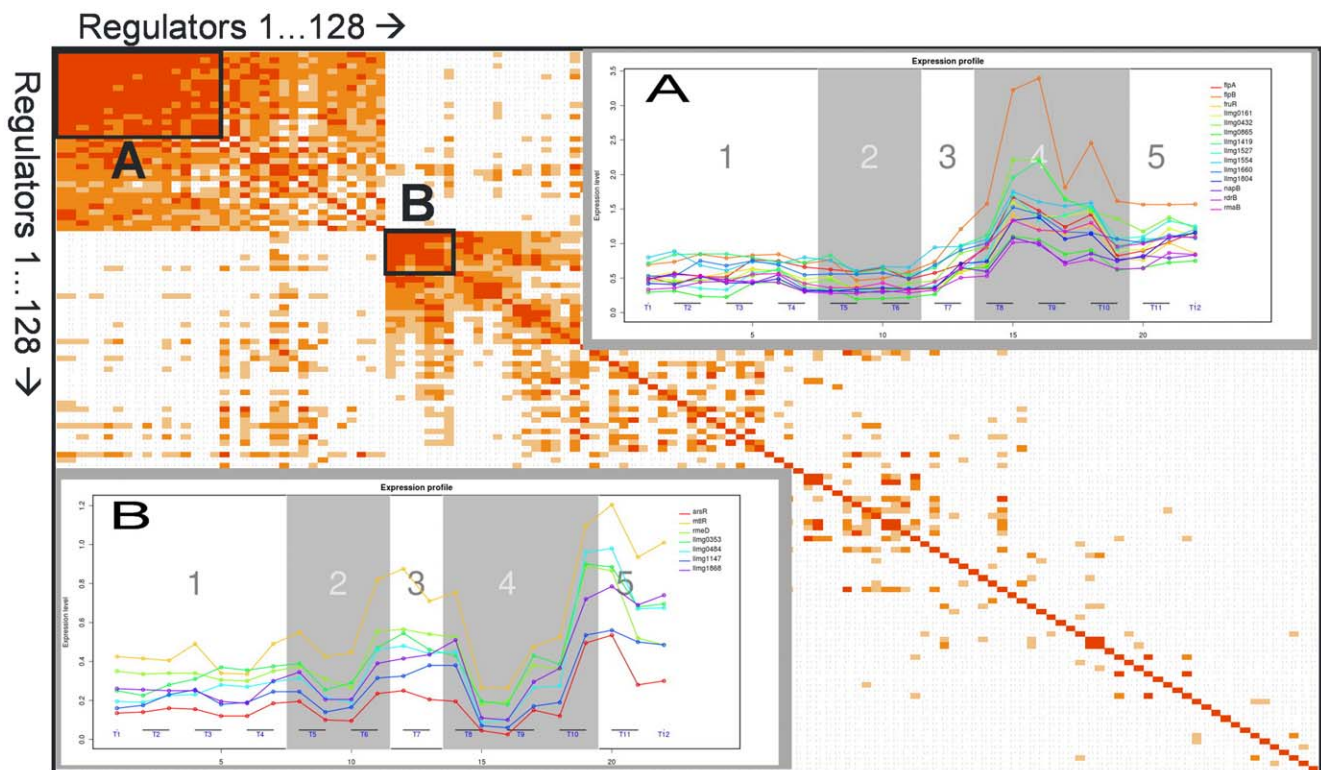 Regulators 1...128 →
Regulators 1...128 →
A
B
Expression profile
A
Expression level
3.5
3.0
2.5
2.0
1.5
1.0
0.5
0.0
1
2
3
4
5
flpA
flpB
fruR
llmg0161
llmg0432
llmg0865
llmg1419
llmg1527
llmg1554
llmg1660
llmg1804
napB
rdrB
rmaB
T1 T2 T3 T4 T5 T6 T7 T8 T9 T10 T11 T12
5 10 15 20
Expression profile
B
Expression level
1.2
1.0
0.8
0.6
0.4
0.2
0.0
1
2
3
4
5
arsR
mtlR
rmeD
llmg0353
llmg0484
llmg1147
llmg1868
T1 T2 T3 T4 T5 T6 T7 T8 T9 T10 T11 T12
5 10 15 20